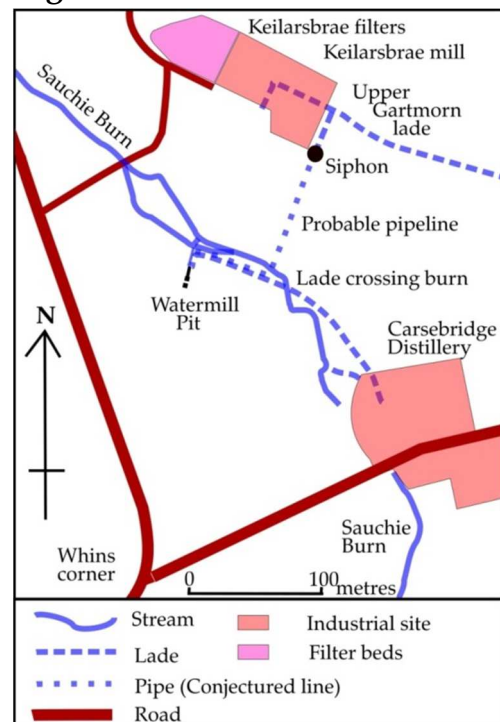 Keilarsbrae filters
Keilarsbrae mill
Sauchie Burn
Upper
Gartmorn
lade
Siphon
Probable pipeline
Lade crossing burn
Watermill
Pit
N
Carsebridge
Distillery
Sauchie
Burn
Whins
corner
0 100 metres
Stream
Industrial site
Lade
Filter beds
Pipe (Conjectured line)
Road